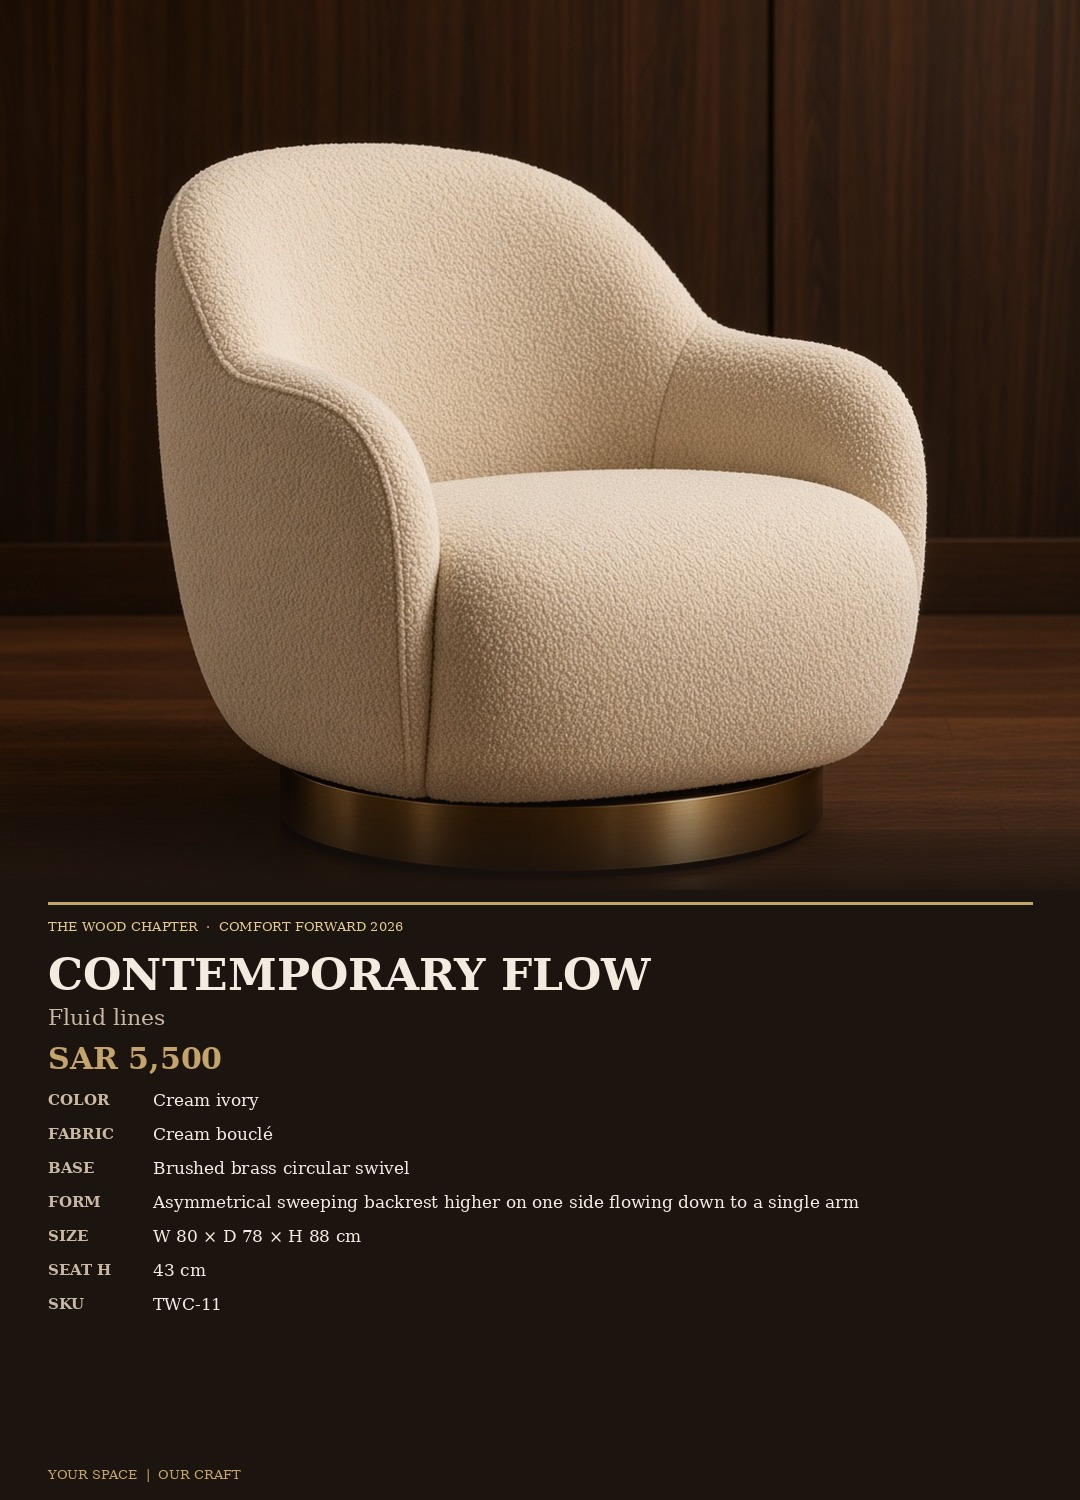 THE WOOD CHAPTER · COMFORT FORWARD 2026
CONTEMPORARY FLOW
Fluid lines
SAR 5,500
COLOR Cream ivory
FABRIC Cream bouclé
BASE Brushed brass circular swivel
FORM Asymmetrical sweeping backrest higher on one side flowing down to a single arm
SIZE W 80 × D 78 × H 88 cm
SEAT H 43 cm
SKU TWC-11
YOUR SPACE | OUR CRAFT